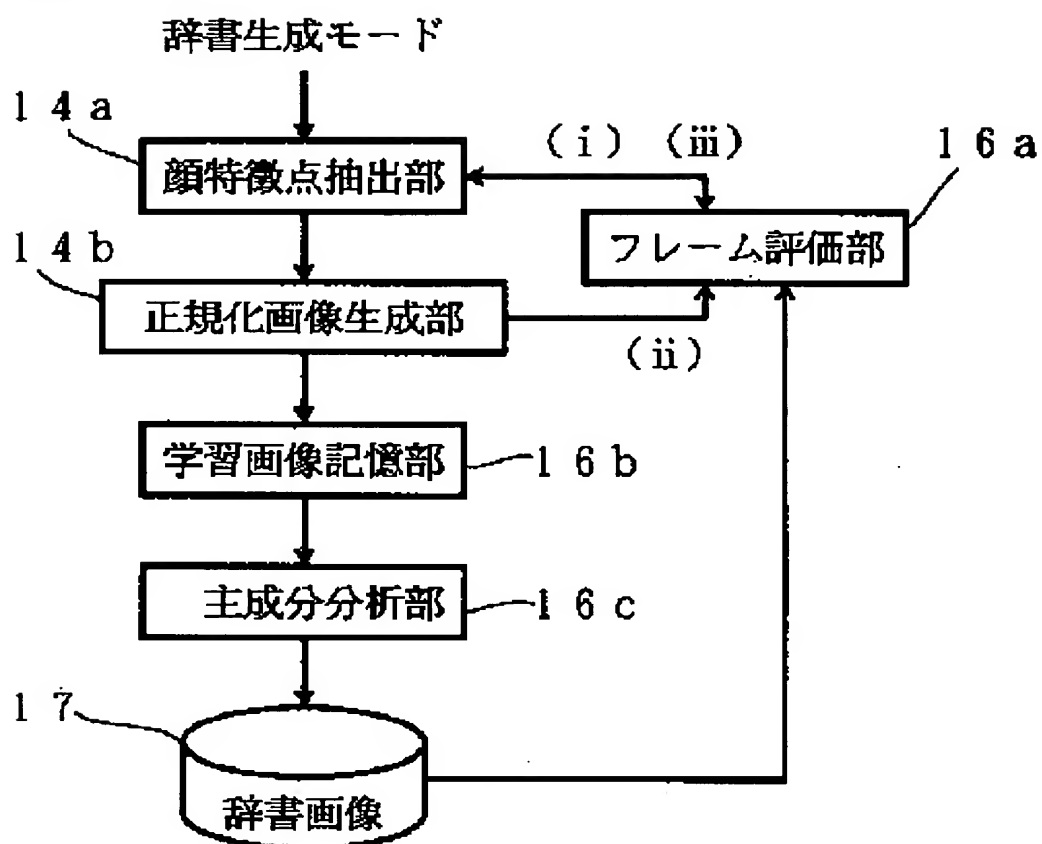 辞書生成モード
14a
顔特徴点抽出部
(i) (iii)
16a
フレーム評価部
14b
正規化画像生成部
(ii)
学習画像記憶部
16b
主成分分析部
16c
17
辞書画像